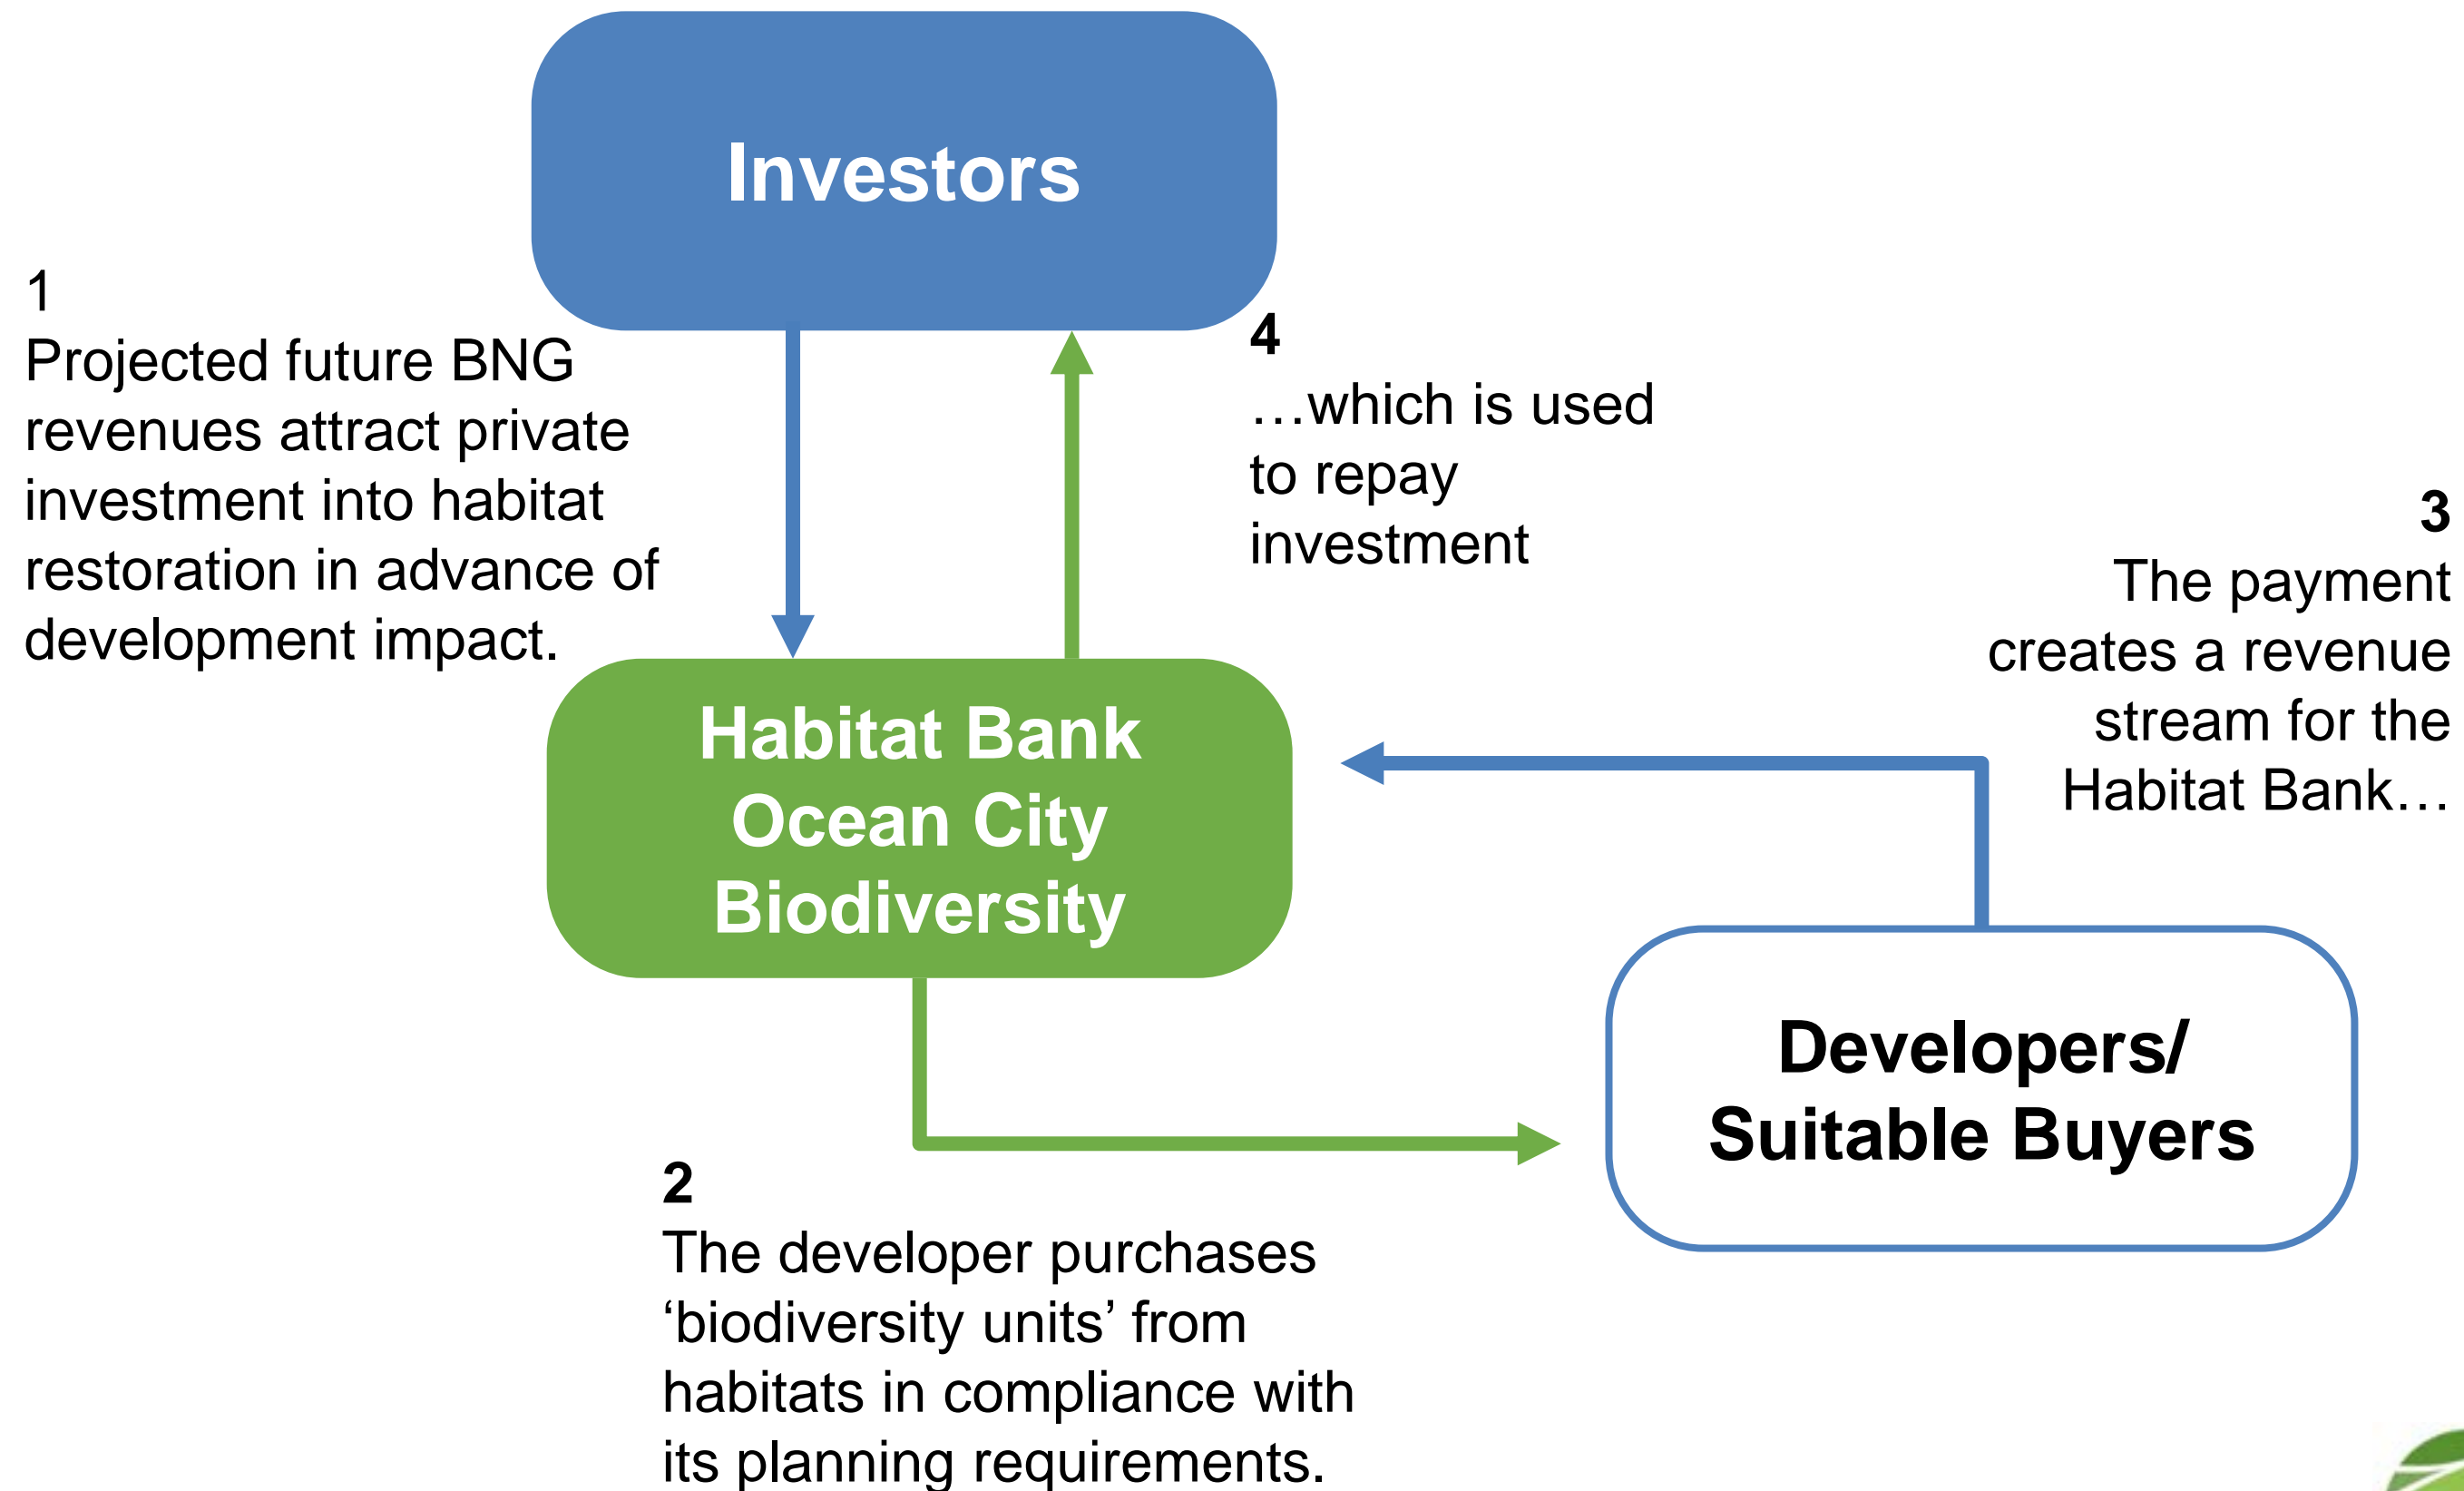 Investors
1
Projected future BNG
revenues attract private
investment into habitat
restoration in advance of
development impact.
4
…which is used
to repay
investment
3
The payment
creates a revenue
stream for the
Habitat Bank…
Habitat Bank
Ocean City
Biodiversity
Developers/
Suitable Buyers
2
The developer purchases
‘biodiversity units’ from
habitats in compliance with
its planning requirements.